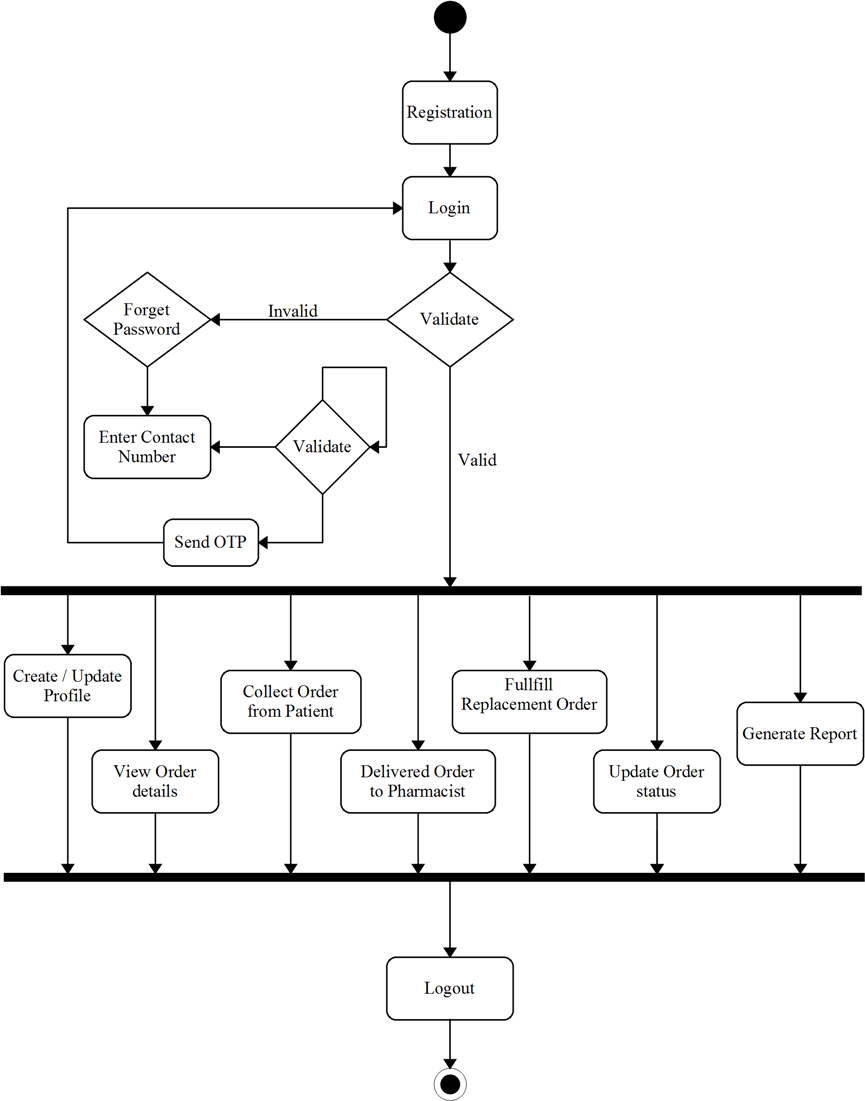 Registration
Login
Forget
Password
Invalid
Validate
Enter Contact
Number
Validate
Valid
Send OTP
Create / Update
Profile
Collect Order
from Patient
Fullfill
Replacement Order
Generate Report
View Order
details
Delivered Order
to Pharmacist
Update Order
status
Logout